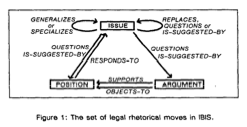 GENERALIZES
or
SPECIALIZES
ISSUE
REPLACES,
QUESTIONS or
IS-SUGGESTED-BY
QUESTIONS
IS-SUGGESTED-BY
RESPONDS-TO
QUESTIONS
IS-SUGGESTED-BY
POSITION
SUPPORTS
OBJECTS-TO
ARGUMENT
Figure 1: The set of legal rhetorical moves in IBIS.